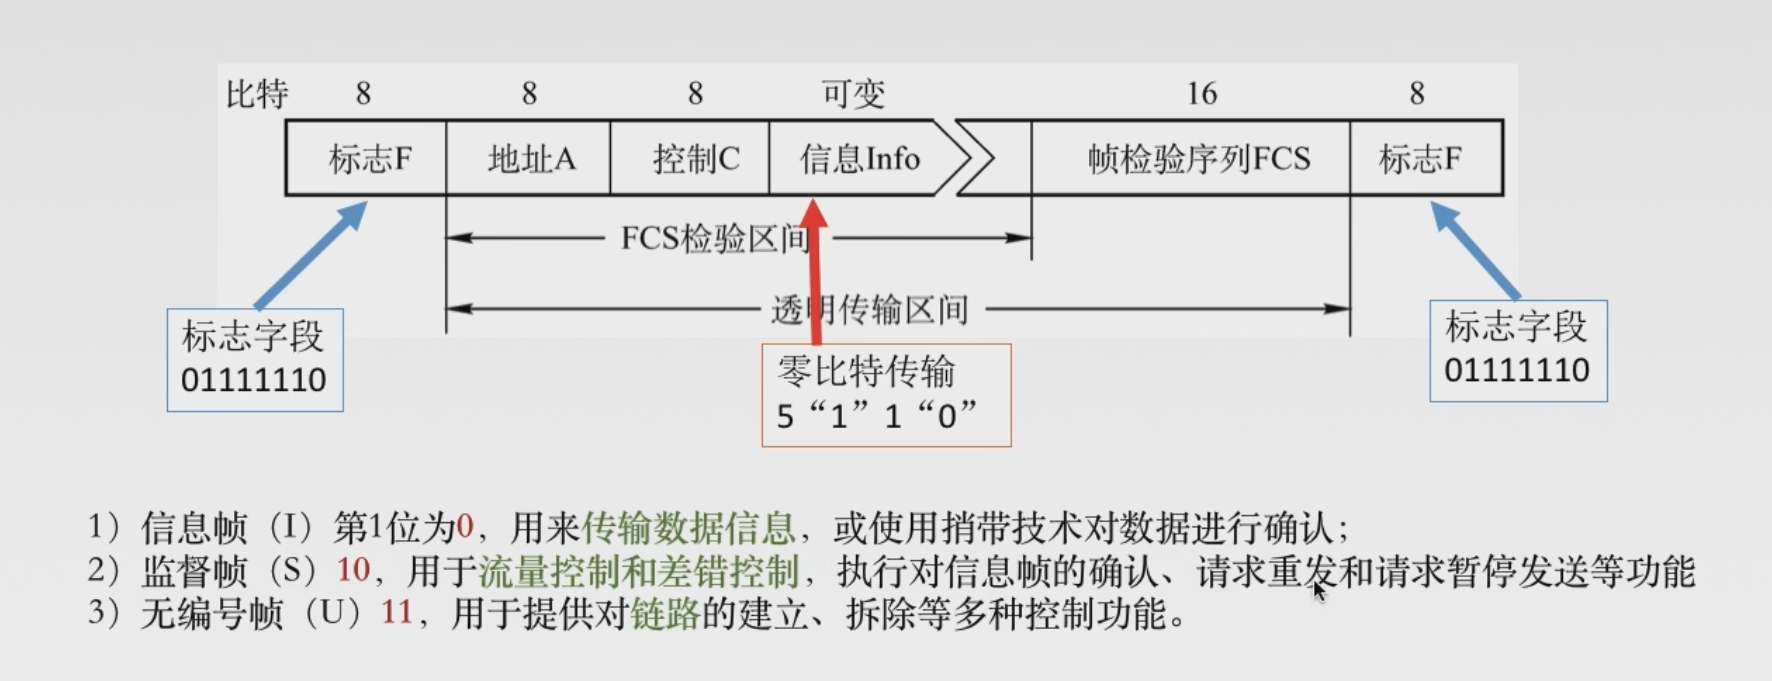 比特 8 8 8 可变 16 8
标志F 地址A 控制C 信息Info 帧检验序列FCS 标志F
FCS检验区间
透明传输区间
标志字段
01111110
零比特传输
5“1”1“0”
标志字段
01111110
1）信息帧（I）第1位为0，用来传输数据信息，或使用捎带技术对数据进行确认；
2）监督帧（S）10，用于流量控制和差错控制，执行对信息帧的确认、请求重发和请求暂停发送等功能
3）无编号帧（U）11，用于提供对链路的建立、拆除等多种控制功能。